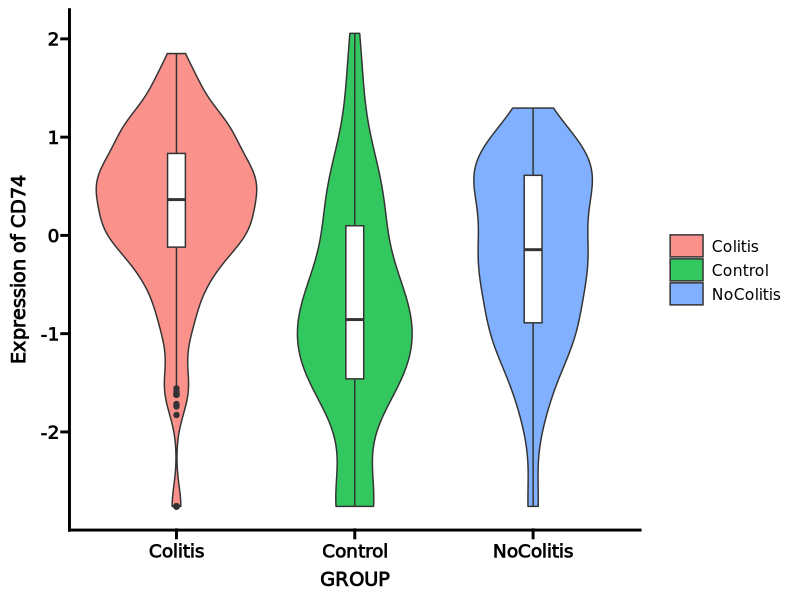 Expression of CD74
2
1
0
-1
-2
Colitis
Control
NoColitis
GROUP
Colitis
Control
NoColitis